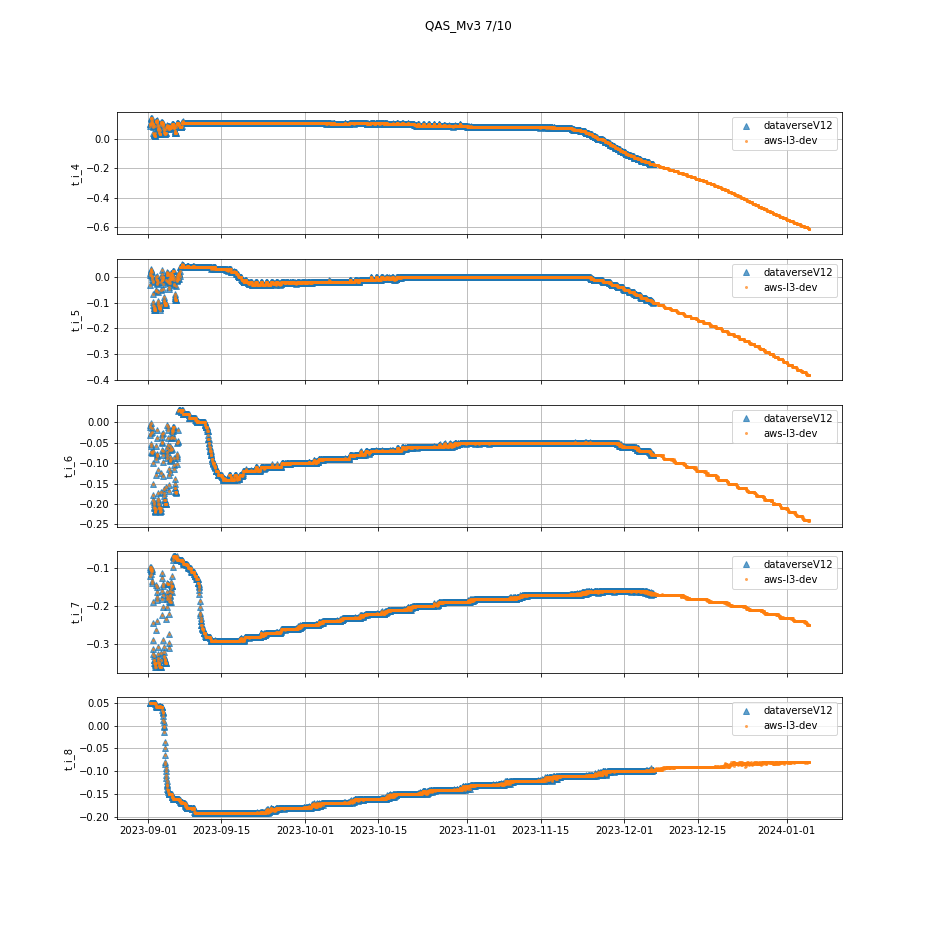 QAS_Mv3 7/10
t_i_4
0.0
−0.2
−0.4
−0.6
dataverseV12
aws-l3-dev
t_i_5
0.0
−0.1
−0.2
−0.3
−0.4
dataverseV12
aws-l3-dev
t_i_6
0.00
−0.05
−0.10
−0.15
−0.20
−0.25
dataverseV12
aws-l3-dev
t_i_7
−0.1
−0.2
−0.3
dataverseV12
aws-l3-dev
t_i_8
0.05
0.00
−0.05
−0.10
−0.15
−0.20
dataverseV12
aws-l3-dev
2023-09-01 2023-09-15 2023-10-01 2023-10-15 2023-11-01 2023-11-15 2023-12-01 2023-12-15 2024-01-01